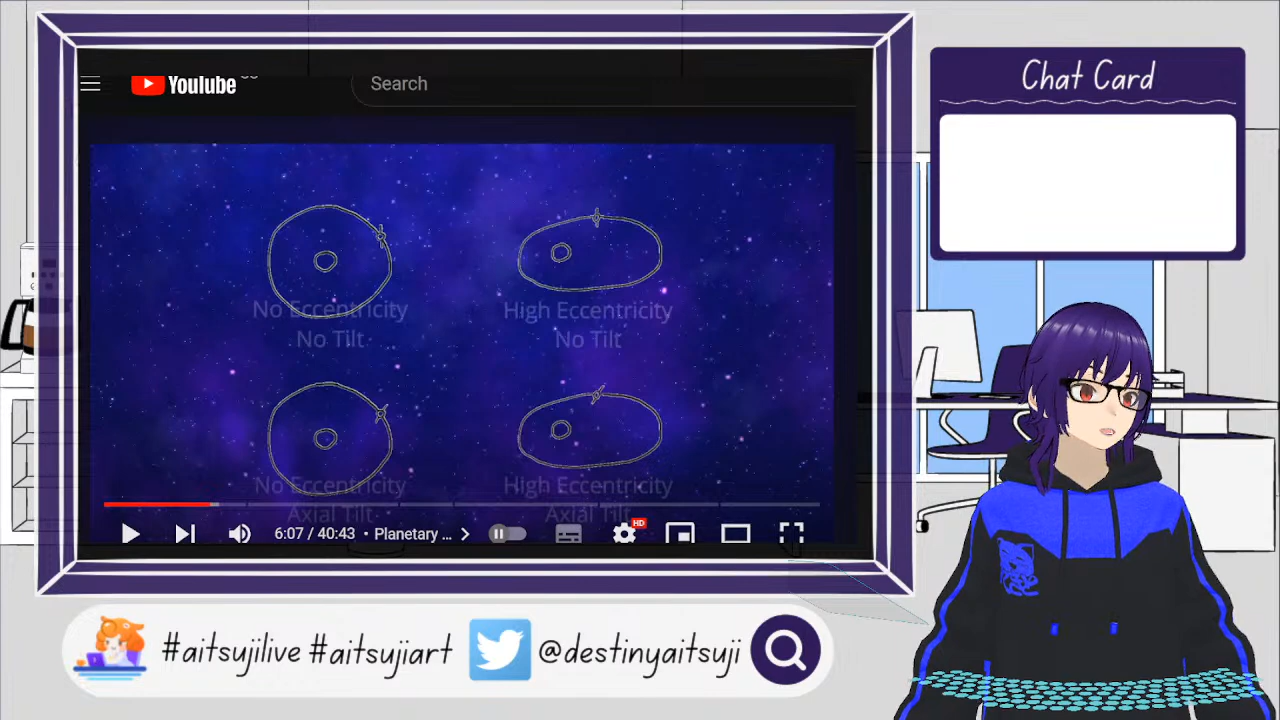 YouTube
Search
Chat Card
No Eccentricity
No Tilt
High Eccentricity
No Tilt
No Eccentricity
Axial Tilt
High Eccentricity
Axial Tilt
6:07 / 40:43 • Planetary ...
HD
#aitsujilive #aitsujiart
@destinyaitsuji